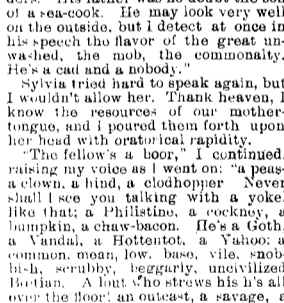 of a sea-cook. He may look very well
on the outside, but I detect at once in
his speech the flavor of the great un-
washed, the mob, the commonalty.
He's a cad and a nobody."
Sylvia tried hard to speak again, but
I wouldn't allow her. Thank heaven, I
know the resources of our mother-
tongue, and I poured them forth upon
her head with oratorical rapidity.
"The fellow's a boor," I continued,
raising my voice as I went on: "a peas-
a clown, a hind, a clodhopper Never
shall I see you talking with a yokel
like that; a Philistine, a cockney, a
bumpkin, a chaw-bacon. He's a Goth,
a Vandal, a Hottentot, a Yahoo; a
common, mean, low, base, vile, snob-
bish, scrubby, beggarly, uncivilized
A lout who strews his h's all
over the floor! an outcast, a savage, a